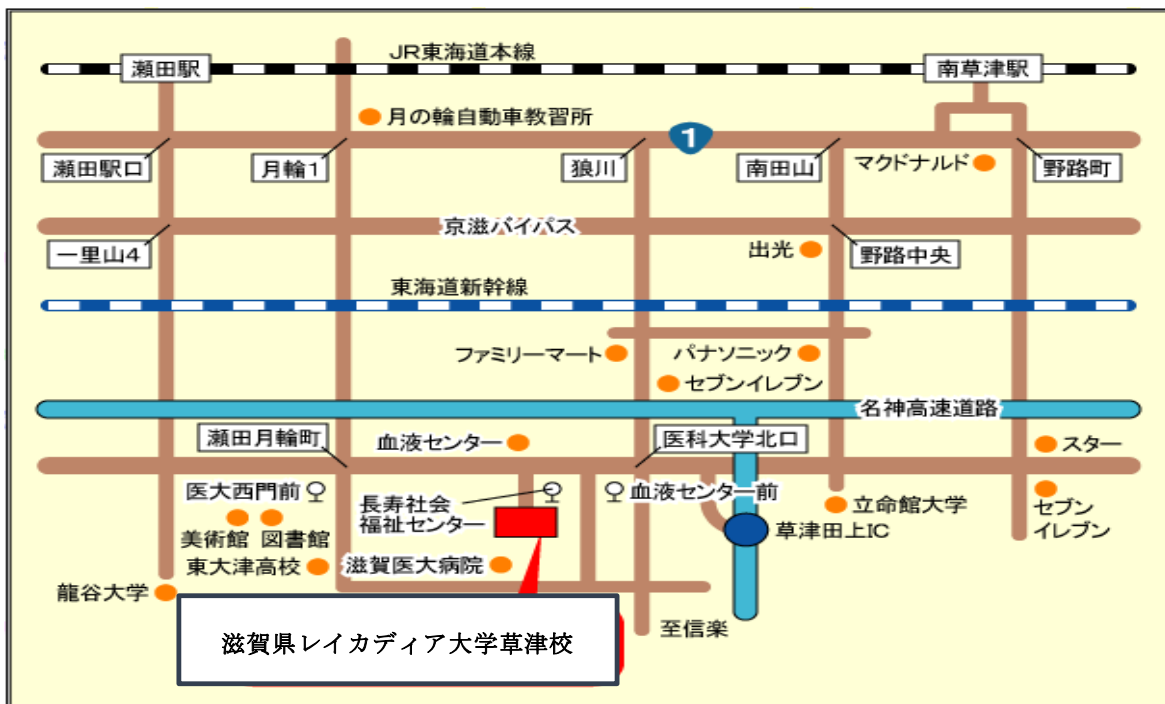 JR東海道本線
瀬田駅
南草津駅
月の輪自動車教習所
1
瀬田駅口
月輪1
狼川
南田山
マクドナルド
野路町
京滋バイパス
一里山4
出光
野路中央
東海道新幹線
ファミリーマート
パナソニック
セブンイレブン
名神高速道路
瀬田月輪町
血液センター
医科大学北口
スター
医大西門前
長寿社会
福祉センター
血液センター前
立命館大学
セブン
イレブン
美術館
図書館
草津田上IC
東大津高校
滋賀医大病院
龍谷大学
至信楽
滋賀県レイカディア大学草津校